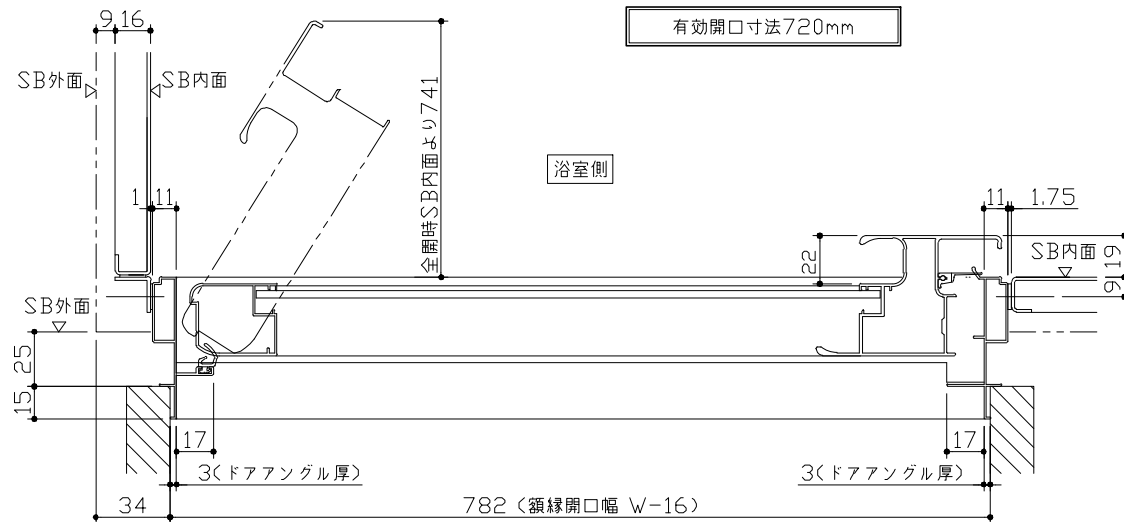 有効開口寸法720mm
9 16
SB外面
SB内面
全開時SB内面より741
浴室側
1 11
11 1.75
22
SB内面
19
9
SB外面
25
15
17
17
3(ドアアングル厚)
3(ドアアングル厚)
34
782 (額縁開口幅 W-16)